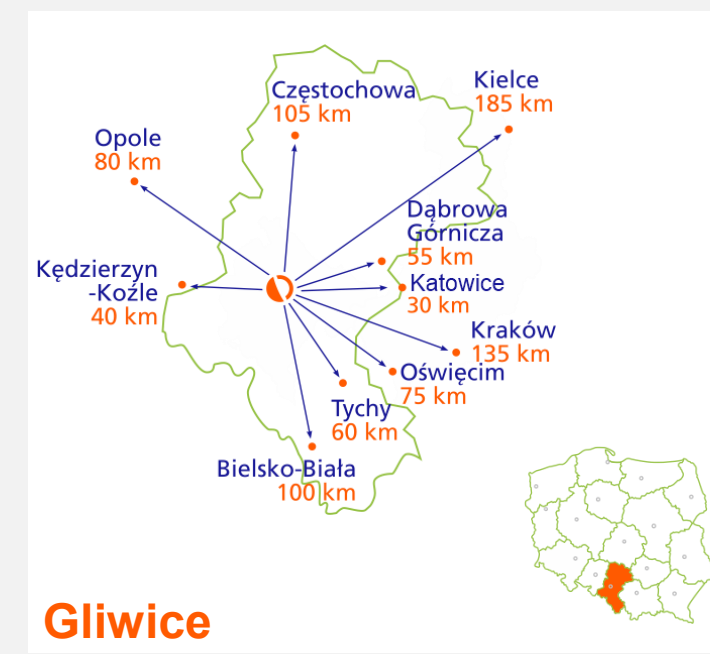 Częstochowa
105 km
Kielce
185 km
Opole
80 km
Dąbrowa
Górnicza
55 km
Kędzierzyn
-Koźle
40 km
Katowice
30 km
Kraków
135 km
Oświęcim
75 km
Tychy
60 km
Bielsko-Biała
100 km
Gliwice